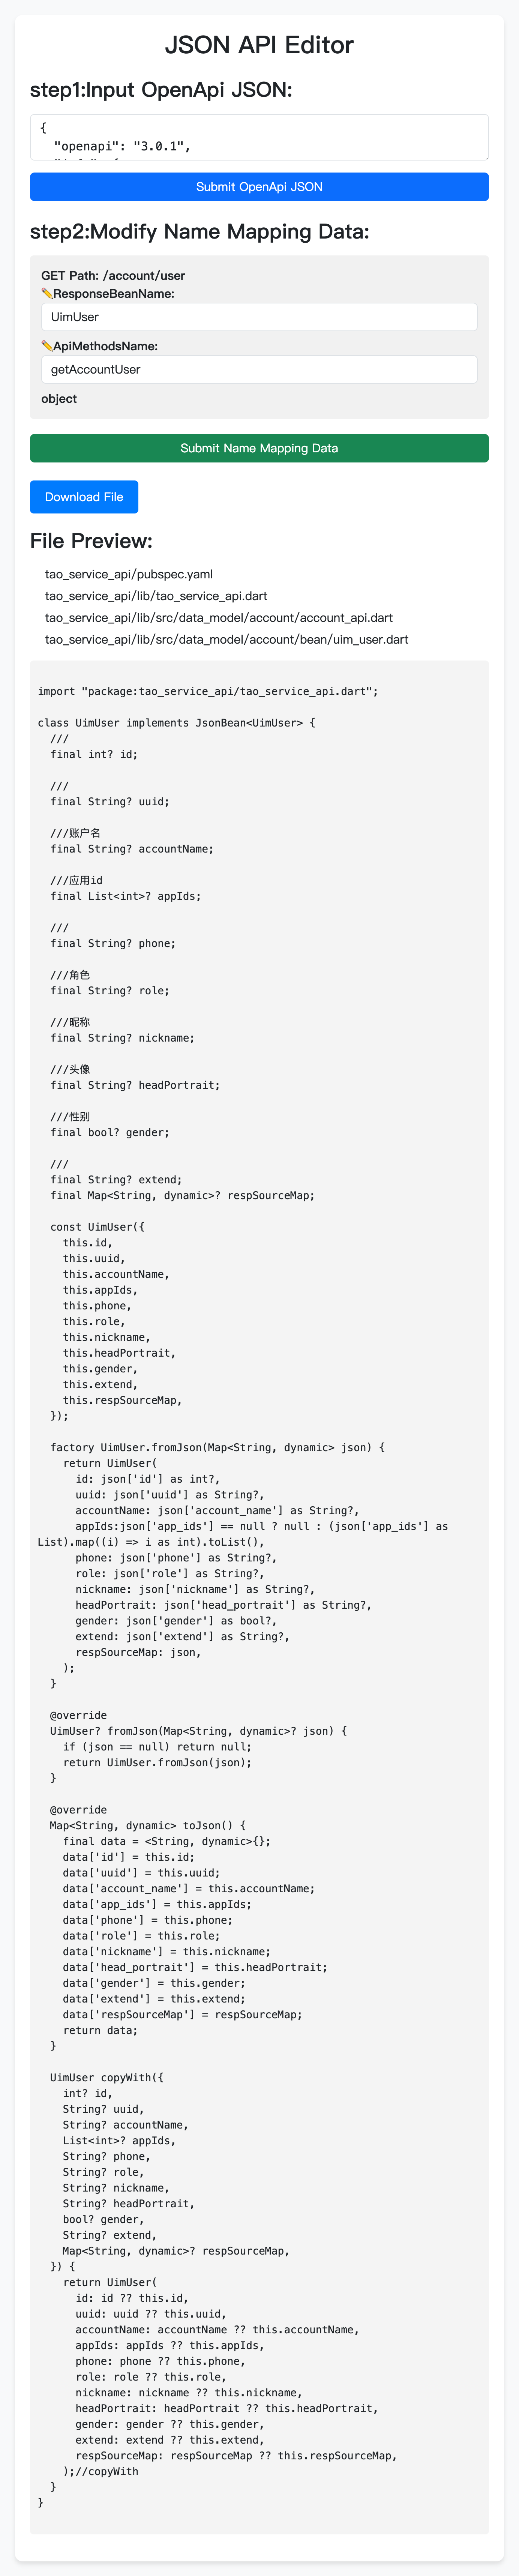 JSON API Editor
step1:Input OpenApi JSON:
{
"openapi": "3.0.1",
Submit OpenApi JSON
step2:Modify Name Mapping Data:
GET Path: /account/user
✏️ResponseBeanName:
UimUser
✏️ApiMethodsName:
getAccountUser
object
Submit Name Mapping Data
Download File
File Preview:
tao_service_api/pubspec.yaml
tao_service_api/lib/tao_service_api.dart
tao_service_api/lib/src/data_model/account/account_api.dart
tao_service_api/lib/src/data_model/account/bean/uim_user.dart
import "package:tao_service_api/tao_service_api.dart";
class UimUser implements JsonBean<UimUser> {
///
final int? id;
///
final String? uuid;
///账户名
final String? accountName;
///应用id
final List<int>? appIds;
///
final String? phone;
///角色
final String? role;
///昵称
final String? nickname;
///头像
final String? headPortrait;
///性别
final bool? gender;
///
final String? extend;
final Map<String, dynamic>? respSourceMap;
const UimUser({
this.id,
this.uuid,
this.accountName,
this.appIds,
this.phone,
this.role,
this.nickname,
this.headPortrait,
this.gender,
this.extend,
this.respSourceMap,
});
factory UimUser.fromJson(Map<String, dynamic> json) {
return UimUser(
id: json['id'] as int?,
uuid: json['uuid'] as String?,
accountName: json['account_name'] as String?,
appIds:json['app_ids'] == null ? null : (json['app_ids'] as
List).map((i) => i as int).toList(),
phone: json['phone'] as String?,
role: json['role'] as String?,
nickname: json['nickname'] as String?,
headPortrait: json['head_portrait'] as String?,
gender: json['gender'] as bool?,
extend: json['extend'] as String?,
respSourceMap: json,
);
}
@override
UimUser? fromJson(Map<String, dynamic>? json) {
if (json == null) return null;
return UimUser.fromJson(json);
}
@override
Map<String, dynamic> toJson() {
final data = <String, dynamic>{};
data['id'] = this.id;
data['uuid'] = this.uuid;
data['account_name'] = this.accountName;
data['app_ids'] = this.appIds;
data['phone'] = this.phone;
data['role'] = this.role;
data['nickname'] = this.nickname;
data['head_portrait'] = this.headPortrait;
data['gender'] = this.gender;
data['extend'] = this.extend;
data['respSourceMap'] = respSourceMap;
return data;
}
UimUser copyWith({
int? id,
String? uuid,
String? accountName,
List<int>? appIds,
String? phone,
String? role,
String? nickname,
String? headPortrait,
bool? gender,
String? extend,
Map<String, dynamic>? respSourceMap,
}) {
return UimUser(
id: id ?? this.id,
uuid: uuid ?? this.uuid,
accountName: accountName ?? this.accountName,
appIds: appIds ?? this.appIds,
phone: phone ?? this.phone,
role: role ?? this.role,
nickname: nickname ?? this.nickname,
headPortrait: headPortrait ?? this.headPortrait,
gender: gender ?? this.gender,
extend: extend ?? this.extend,
respSourceMap: respSourceMap ?? this.respSourceMap,
);//copyWith
}
}